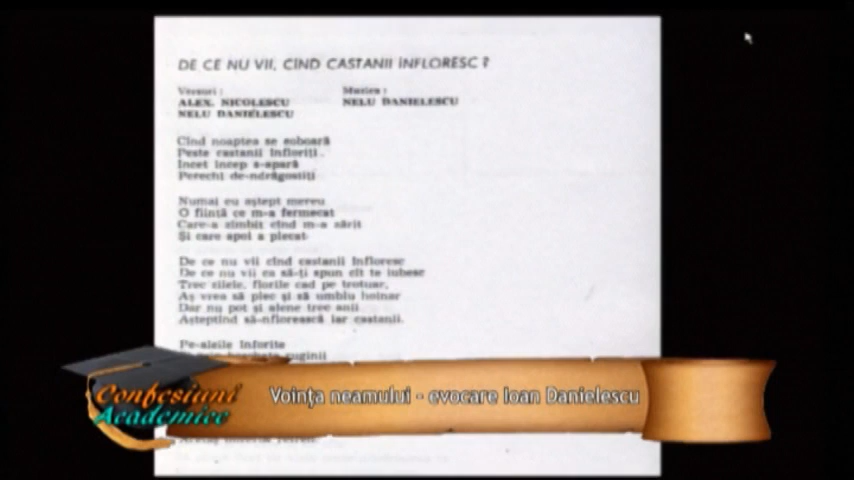 DE CE NU VII, CÎND CASTANII ÎNFLORESC ?
Versuri :
ALEX. NICOLESCU
NELU DANIELESCU
Muzica :
NELU DANIELESCU
Cînd noaptea se coboară
Peste castanii înfloriți.
Încet încep s-apară
Perechi de-ndrăgostiți
Numai eu aștept mereu
O ființă ce m-a fermecat
Care-a zîmbit cînd m-a zărit
Și care apoi a plecat.
De ce nu vii cînd castanii înfloresc
De ce nu vii ca să-ți spun cît te iubesc
Trec zilele, florile cad pe trotuar,
Aș vrea să plec și să umblu hoinar
Dar nu pot și alene trec anii
Așteptînd să-nflorească iar castanii.
Pe-aleile înflorite
ruginii
Confesiuni
Academice
Voința neamului - evocare Ioan Danielescu